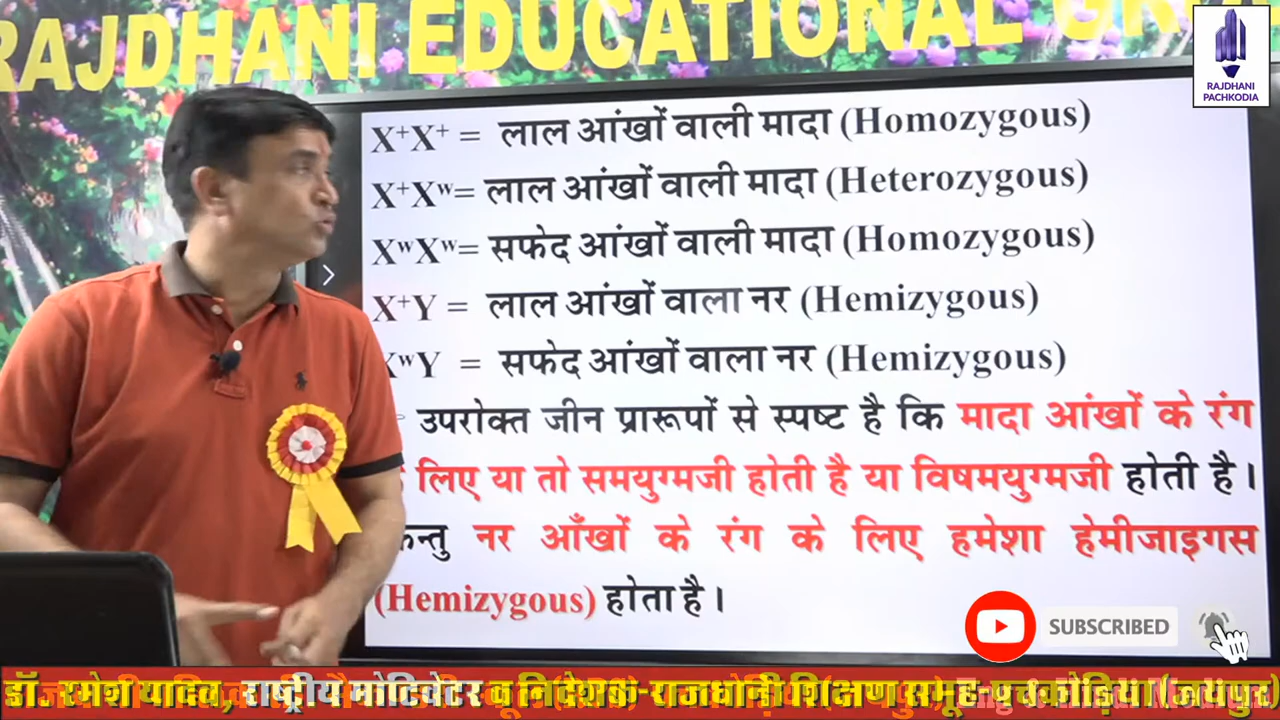 RAJDHANI EDUCATIONAL
RAJDHANI
PACHKODIA
X⁺X⁺ = लाल आंखों वाली मादा (Homozygous)
X⁺Xʷ= लाल आंखों वाली मादा (Heterozygous)
XʷXʷ= सफेद आंखों वाली मादा (Homozygous)
X⁺Y = लाल आंखों वाला नर (Hemizygous)
XʷY = सफेद आंखों वाला नर (Hemizygous)
उपरोक्त जीन प्रारूपों से स्पष्ट है कि मादा आंखों के रंग
लिए या तो समयुग्मजी होती है या विषमयुग्मजी होती है।
नर आँखों के रंग के लिए हमेशा हेमीजाइगस
(Hemizygous) होता है।
SUBSCRIBED
डॉ. रमेश यादव, राष्ट्रीय मोटिवेटर व निदेशक-राजधानी शिक्षण समूह-पचकोड़िया (जयपुर)